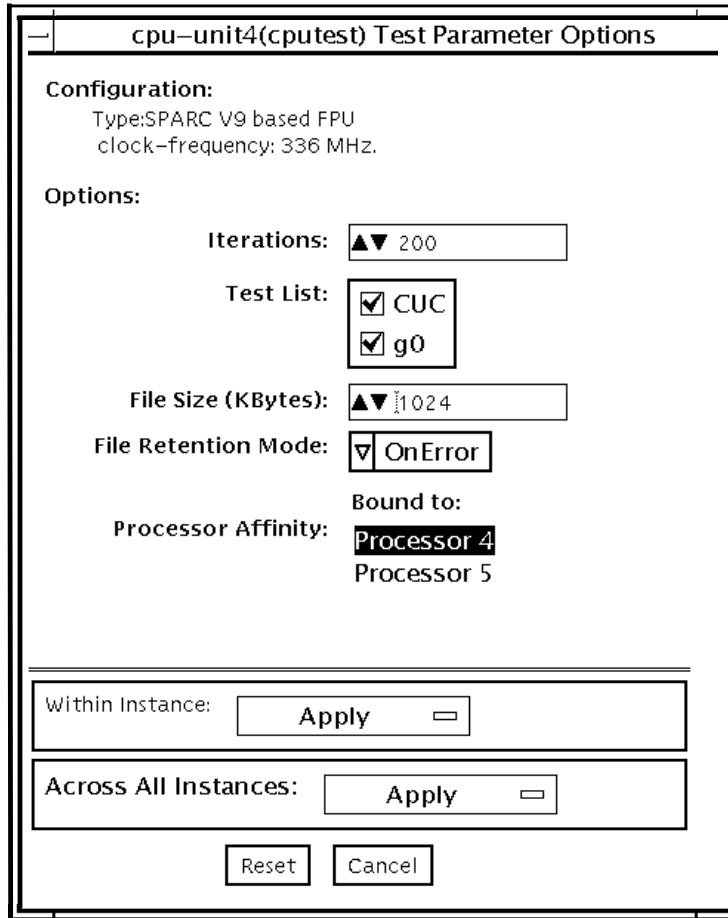 cpu-unit4(cputest) Test Parameter Options
Configuration:
Type:SPARC V9 based FPU
clock-frequency: 336 MHz.
Options:
Iterations: 200
Test List: CUC
g0
File Size (KBytes): 1024
File Retention Mode: OnError
Bound to:
Processor Affinity:
Processor 4
Processor 5
Within Instance: Apply
Across All Instances: Apply
Reset Cancel